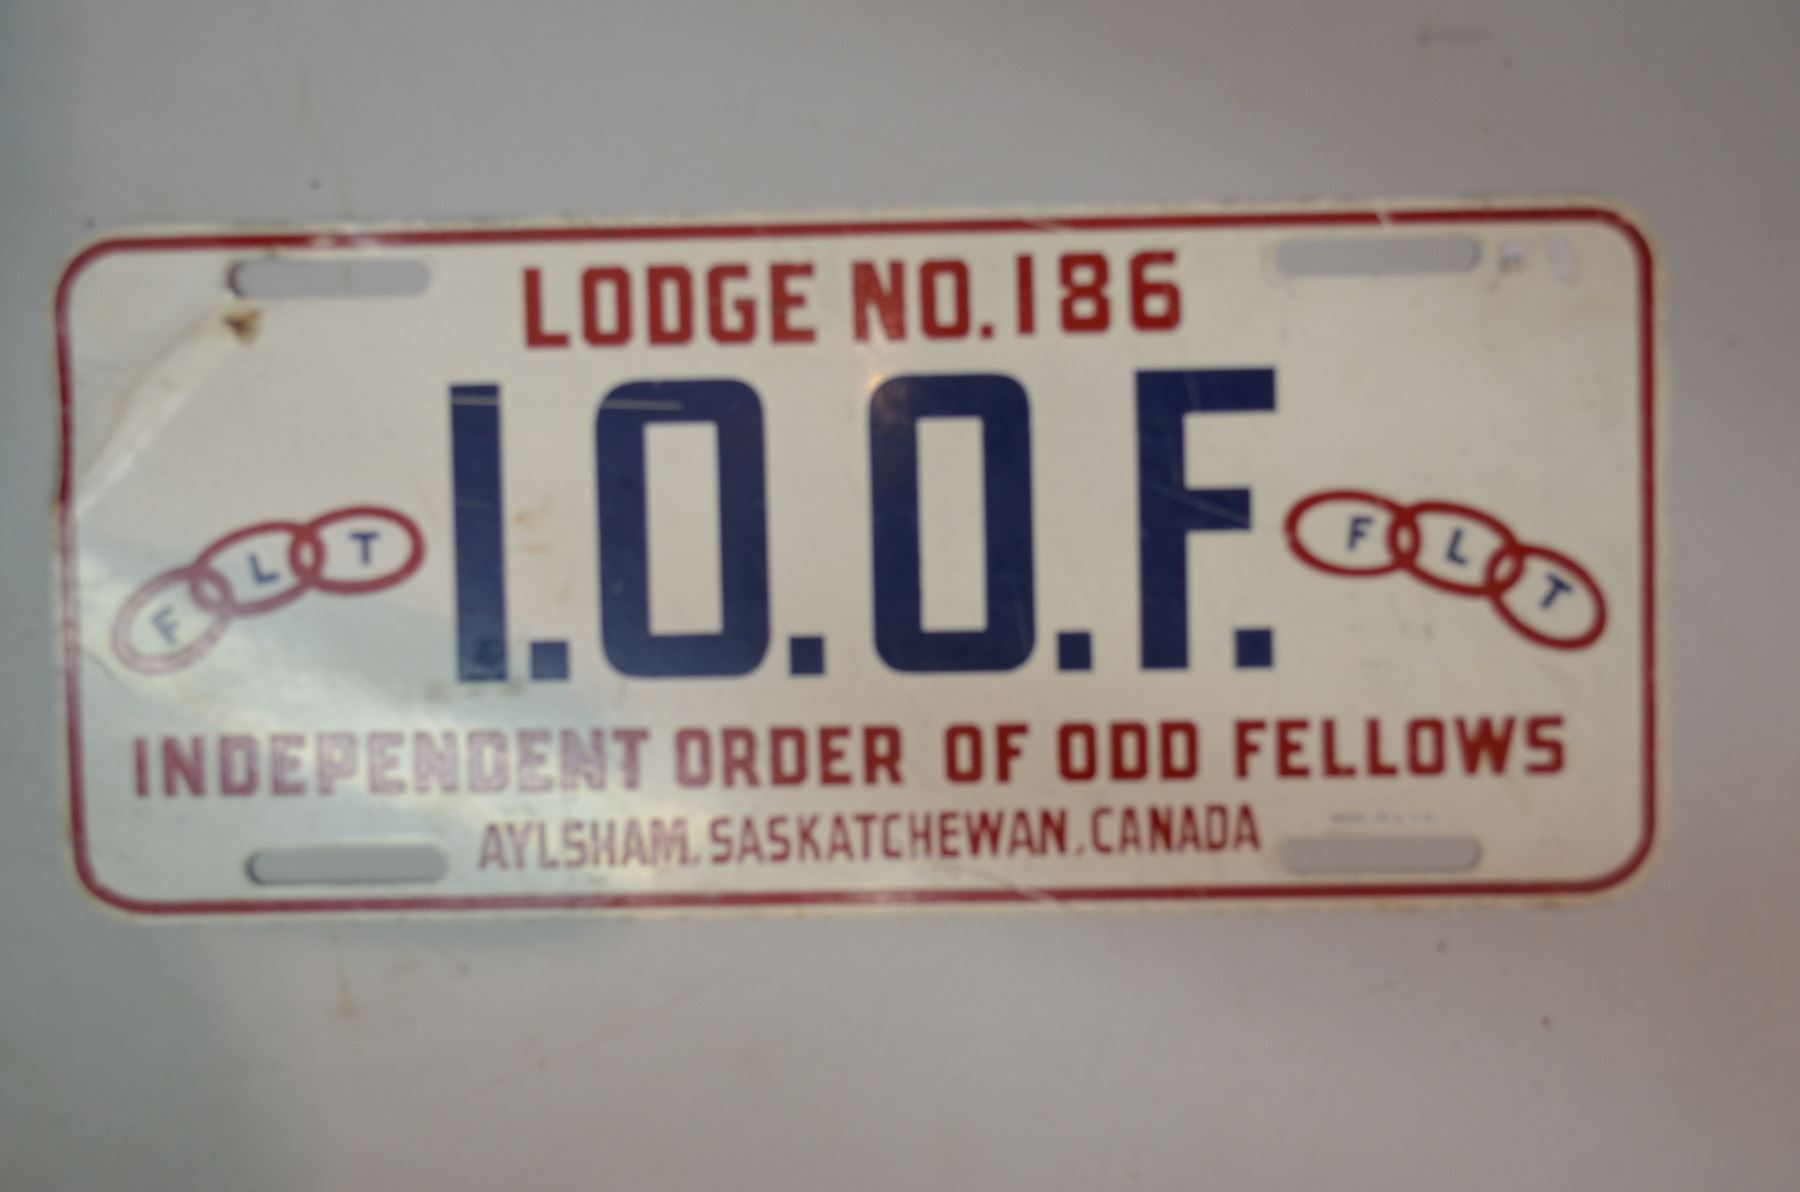 LODGE NO. 186
I.O.O.F.
F L T
F L T
INDEPENDENT ORDER OF ODD FELLOWS
AYLSHAM, SASKATCHEWAN, CANADA